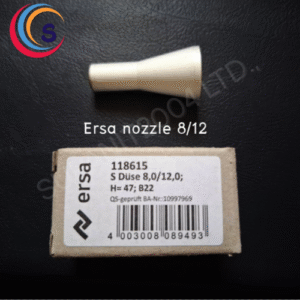 S
Ersa nozzle 8/12
ersa
118615
S Düse 8,0/12,0;
H= 47; B22
QS-geprüft BA-Nr.:10997969
4 003008 089493